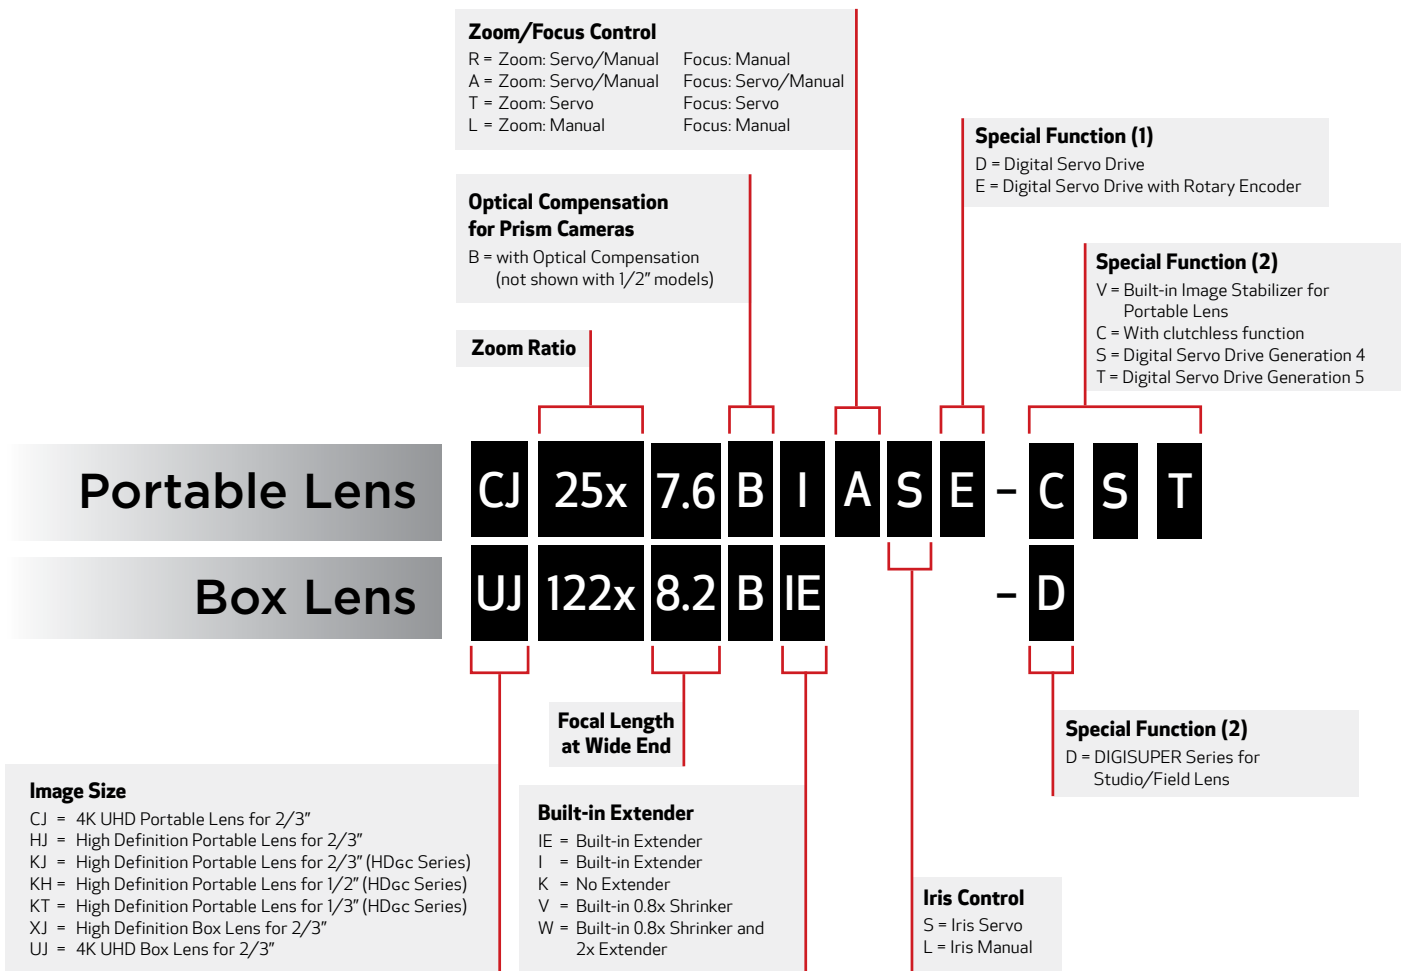 Zoom/Focus Control
R = Zoom: Servo/Manual Focus: Manual
A = Zoom: Servo/Manual Focus: Servo/Manual
T = Zoom: Servo Focus: Servo
L = Zoom: Manual Focus: Manual
Special Function (1)
D = Digital Servo Drive
E = Digital Servo Drive with Rotary Encoder
Optical Compensation
for Prism Cameras
B = with Optical Compensation
(not shown with 1/2" models)
Special Function (2)
V = Built-in Image Stabilizer for
Portable Lens
C = With clutchless function
S = Digital Servo Drive Generation 4
T = Digital Servo Drive Generation 5
Zoom Ratio
Portable Lens CJ 25x 7.6 B I A S E - C S T
Box Lens UJ 122x 8.2 B IE - D
Focal Length
at Wide End
Special Function (2)
D = DIGISUPER Series for
Studio/Field Lens
Image Size
CJ = 4K UHD Portable Lens for 2/3"
HJ = High Definition Portable Lens for 2/3"
KJ = High Definition Portable Lens for 2/3" (HDGC Series)
KH = High Definition Portable Lens for 1/2" (HDGC Series)
KT = High Definition Portable Lens for 1/3" (HDGC Series)
XJ = High Definition Box Lens for 2/3"
UJ = 4K UHD Box Lens for 2/3"
Built-in Extender
IE = Built-in Extender
I = Built-in Extender
K = No Extender
V = Built-in 0.8x Shrinker
W = Built-in 0.8x Shrinker and
2x Extender
Iris Control
S = Iris Servo
L = Iris Manual